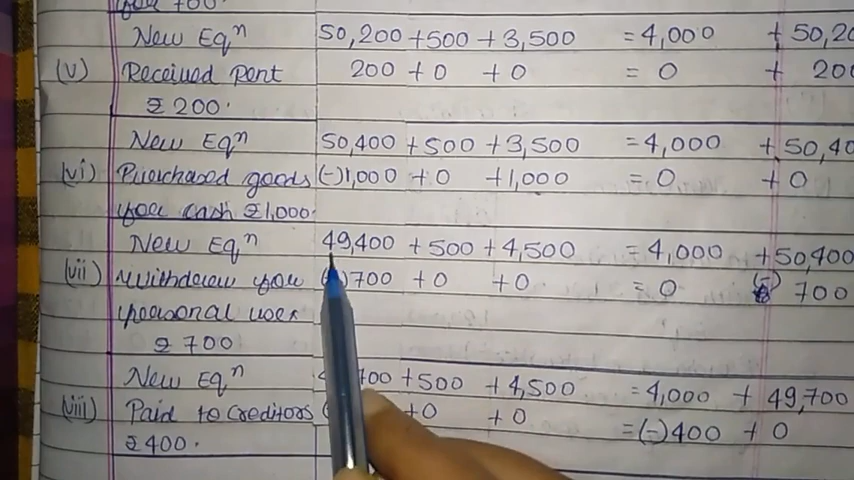 New Eqⁿ 50,200 +500 +3,500 = 4,000 + 50,20
(v) Received Rent 200 +0 +0 = 0 + 200
₹ 200.
New Eqⁿ 50,400 +500 +3,500 =4,000 +50,40
(vi) Purchased goods (-)1,000 +0 +1,000 = 0 +0
for cash ₹1,000.
New Eqⁿ 49,400 +500 +4,500 =4,000 +50,400
(vii) Withdrew for 700 +0 +0 = 0 (-) 700
personal use
₹ 700
New Eqⁿ 700 +500 +4,500 =4,000 + 49,700
(viii) Paid to creditors +0 +0 =(-)400 +0
₹400.